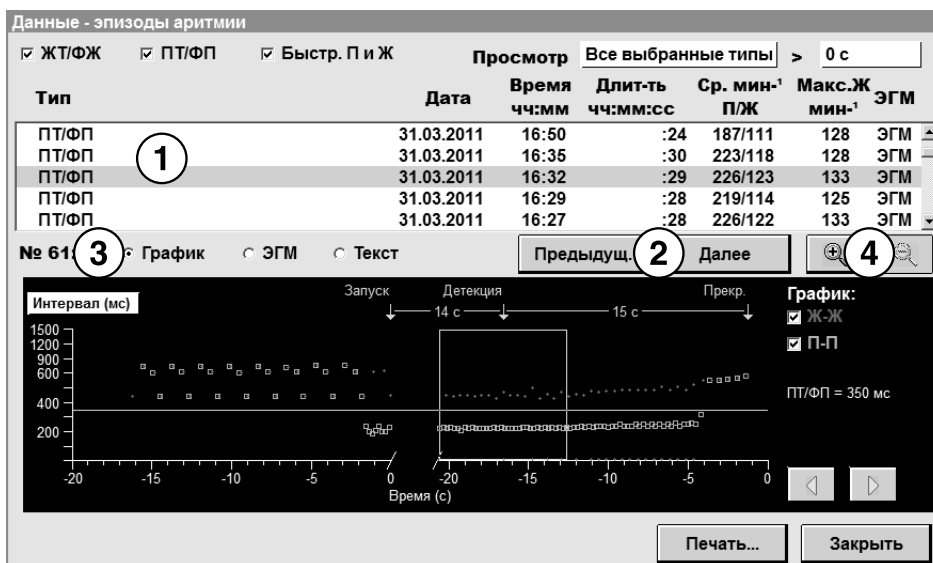 Данные - эпизоды аритмии
ЖТ/ФЖ ПТ/ФП Быстр. П и Ж Просмотр Все выбранные типы > 0 с
Тип Дата Время чч:мм Длит-ть чч:мм:сс Ср. мин-¹ П/Ж Макс.Ж мин-¹ ЭГМ
ПТ/ФП 31.03.2011 16:50 :24 187/111 128 ЭГМ
ПТ/ФП 31.03.2011 16:35 :30 223/118 128 ЭГМ
ПТ/ФП 31.03.2011 16:32 :29 226/123 133 ЭГМ
ПТ/ФП 31.03.2011 16:29 :28 219/114 125 ЭГМ
ПТ/ФП 31.03.2011 16:27 :28 226/122 133 ЭГМ
1
№ 61 3 График ЭГМ Текст Предыдущ. 2 Далее 4
Интервал (мс) Запуск Детекция Прекр. График:
14 с 15 с Ж-Ж
П-П
ПТ/ФП = 350 мс
1500
1200
900
600
400
200
-20 -15 -10 -5 0 -20 -15 -10 -5 0
Время (с)
Печать... Закрыть